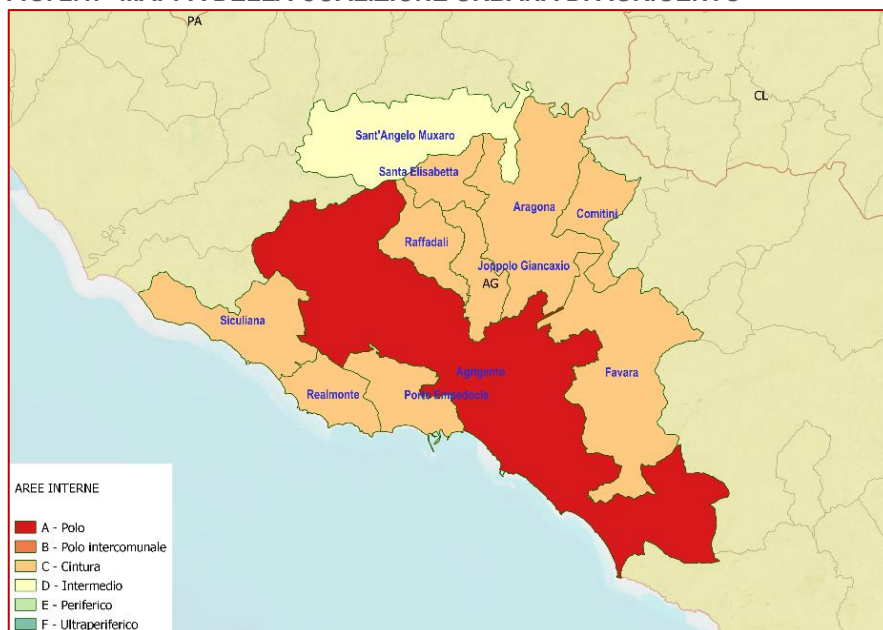 PA
CL
Sant'Angelo Muxaro
Santa Elisabetta
Aragona
Comitini
Raffadali
Joppolo Giancaxio
AG
Siculiana
Agrigento
Favara
Realmonte
Porto Empedocle
AREE INTERNE
A - Polo
B - Polo intercomunale
C - Cintura
D - Intermedio
E - Periferico
F - Ultraperiferico